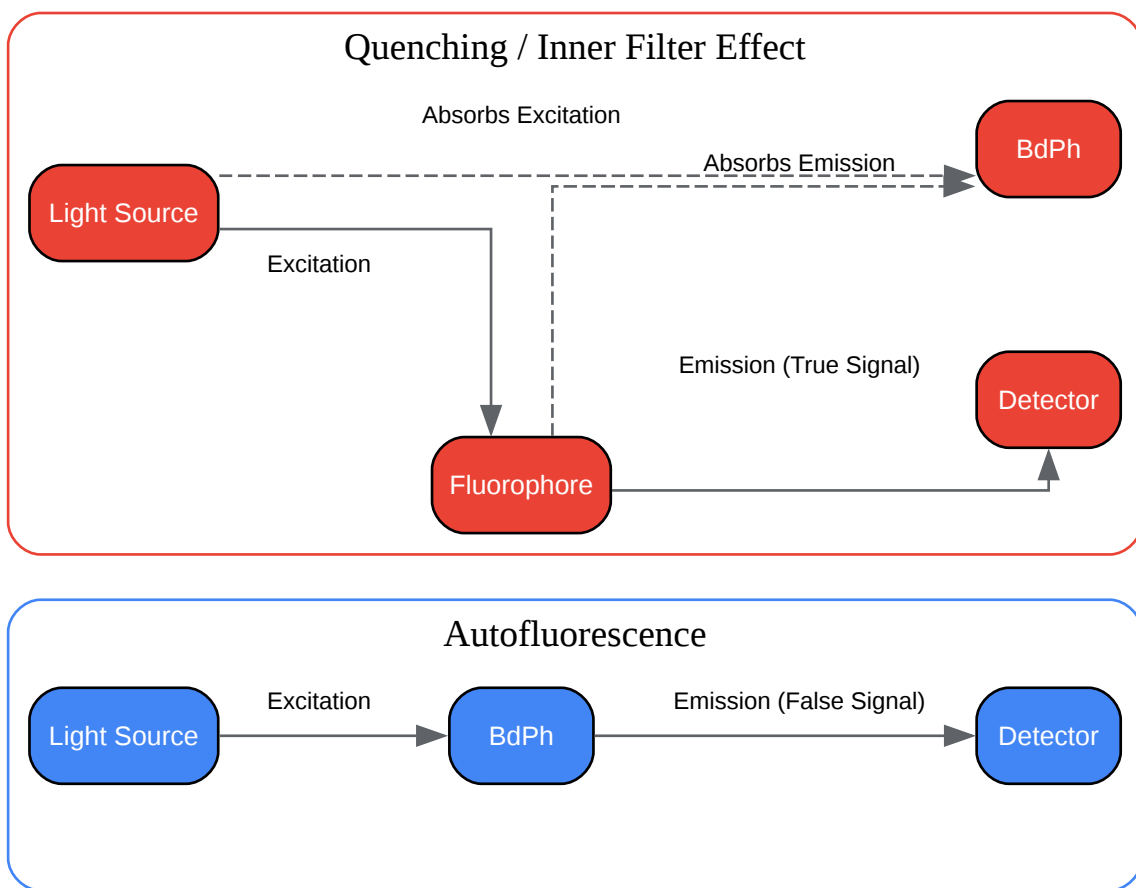 Quenching / Inner Filter Effect
Absorbs Excitation
BdPh
Absorbs Emission
Light Source
Excitation
Emission (True Signal)
Detector
Fluorophore
Autofluorescence
Excitation
Emission (False Signal)
Light Source
BdPh
Detector